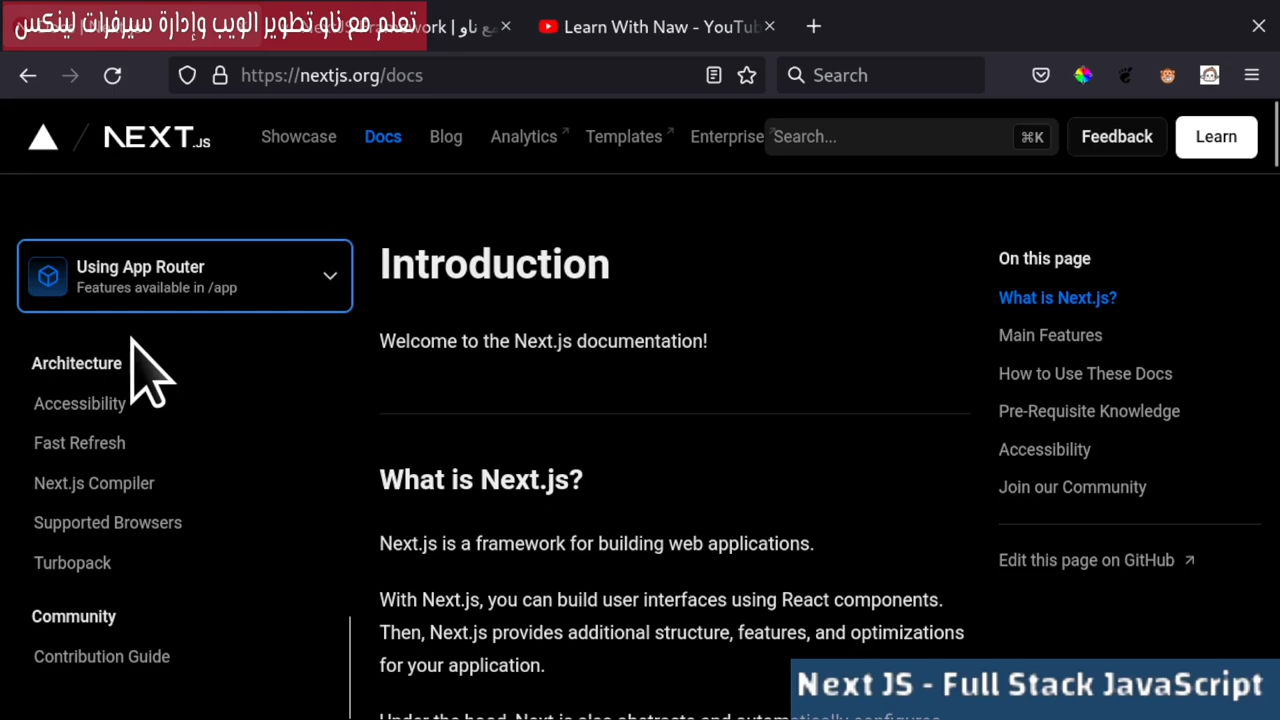 تعلم مع ناو تطوير الويب وإدارة سيرفرات لينكس
Learn With Naw - YouTub
https://nextjs.org/docs
Search
NEXT.JS
Showcase
Docs
Blog
Analytics
Templates
Enterprise
Search...
⌘K
Feedback
Learn
Using App Router
Features available in /app
Architecture
Accessibility
Fast Refresh
Next.js Compiler
Supported Browsers
Turbopack
Community
Contribution Guide
Introduction
Welcome to the Next.js documentation!
What is Next.js?
Next.js is a framework for building web applications.
With Next.js, you can build user interfaces using React components.
Then, Next.js provides additional structure, features, and optimizations
for your application.
On this page
What is Next.js?
Main Features
How to Use These Docs
Pre-Requisite Knowledge
Accessibility
Join our Community
Edit this page on GitHub
Next JS - Full Stack JavaScript